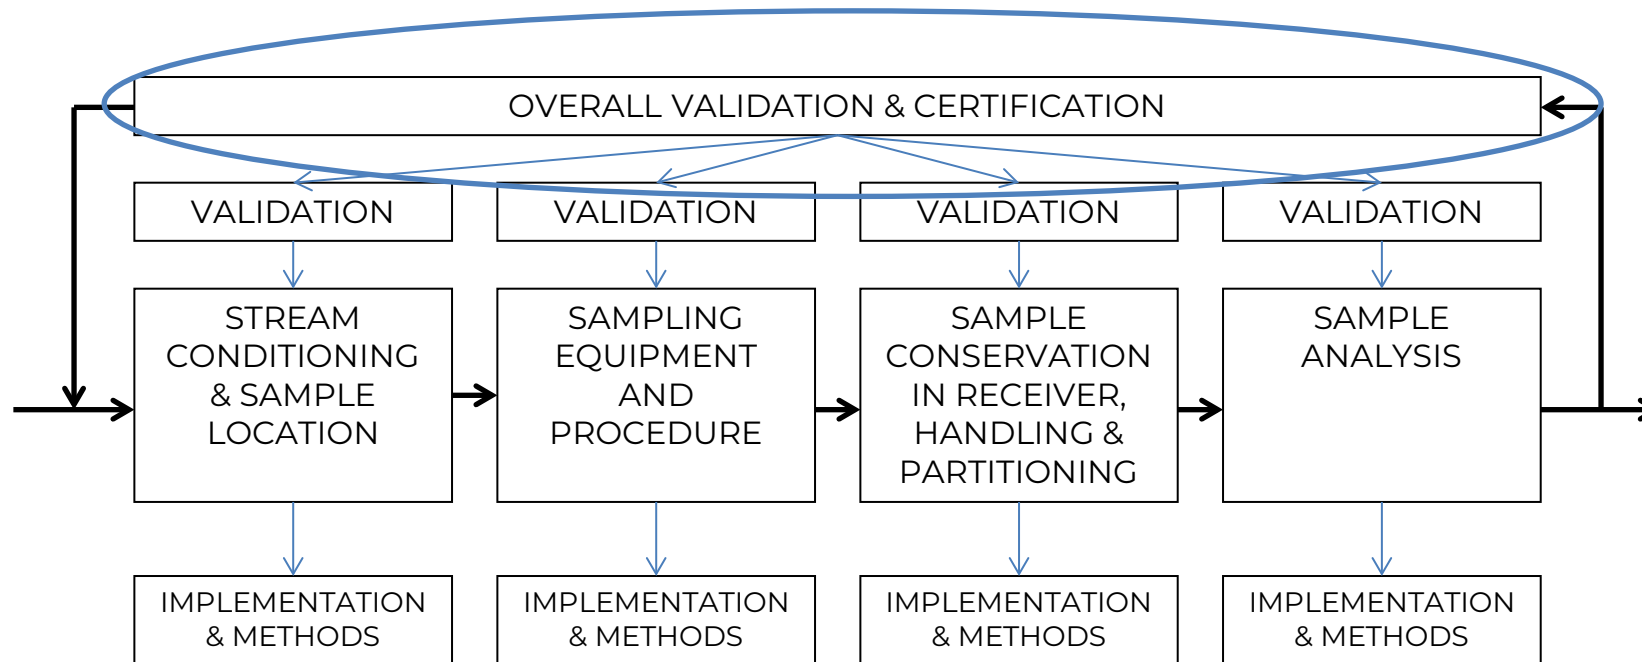 OVERALL VALIDATION & CERTIFICATION
VALIDATION
VALIDATION
VALIDATION
VALIDATION
STREAM
CONDITIONING
& SAMPLE
LOCATION
SAMPLING
EQUIPMENT
AND
PROCEDURE
SAMPLE
CONSERVATION
IN RECEIVER,
HANDLING &
PARTITIONING
SAMPLE
ANALYSIS
IMPLEMENTATION
& METHODS
IMPLEMENTATION
& METHODS
IMPLEMENTATION
& METHODS
IMPLEMENTATION
& METHODS